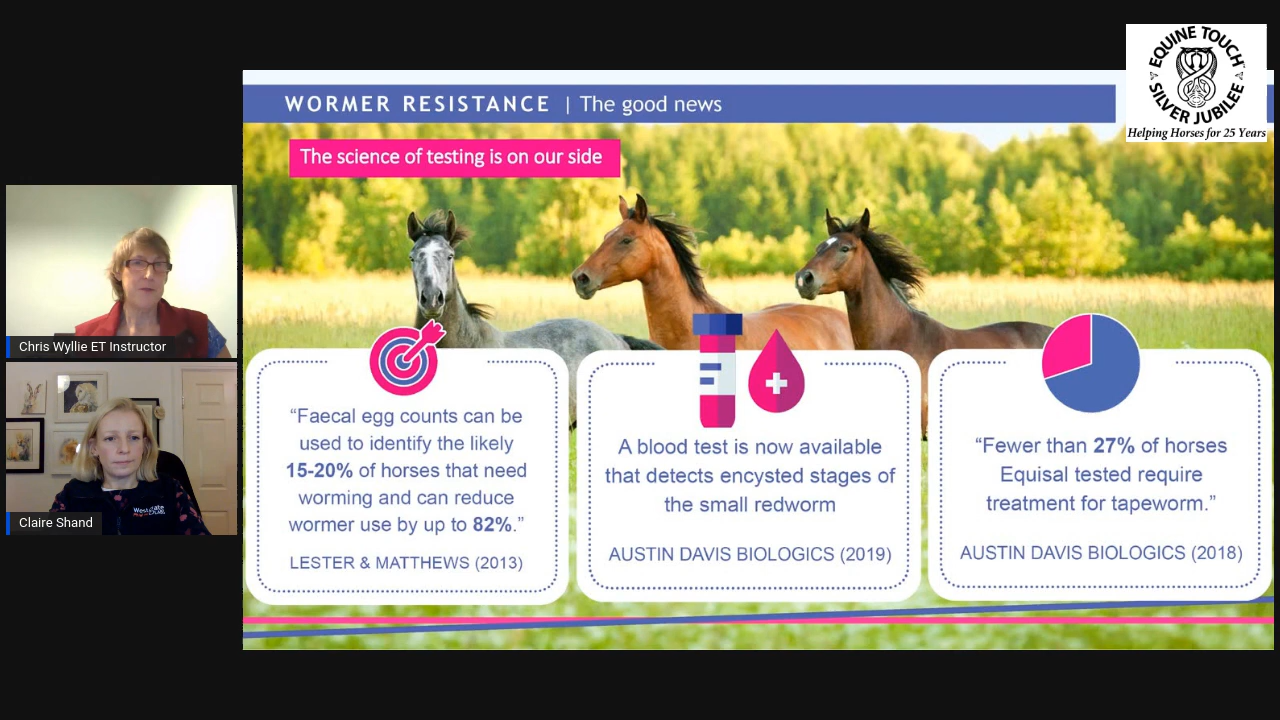 EQUINE TOUCH™
SILVER JUBILEE
Helping Horses for 25 Years
WORMER RESISTANCE | The good news
The science of testing is on our side
“Faecal egg counts can be
used to identify the likely
15-20% of horses that need
worming and can reduce
wormer use by up to 82%.”
LESTER & MATTHEWS (2013)
A blood test is now available
that detects encysted stages of
the small redworm
AUSTIN DAVIS BIOLOGICS (2019)
“Fewer than 27% of horses
Equisal tested require
treatment for tapeworm.”
AUSTIN DAVIS BIOLOGICS (2018)
Chris Wyllie ET Instructor
Claire Shand